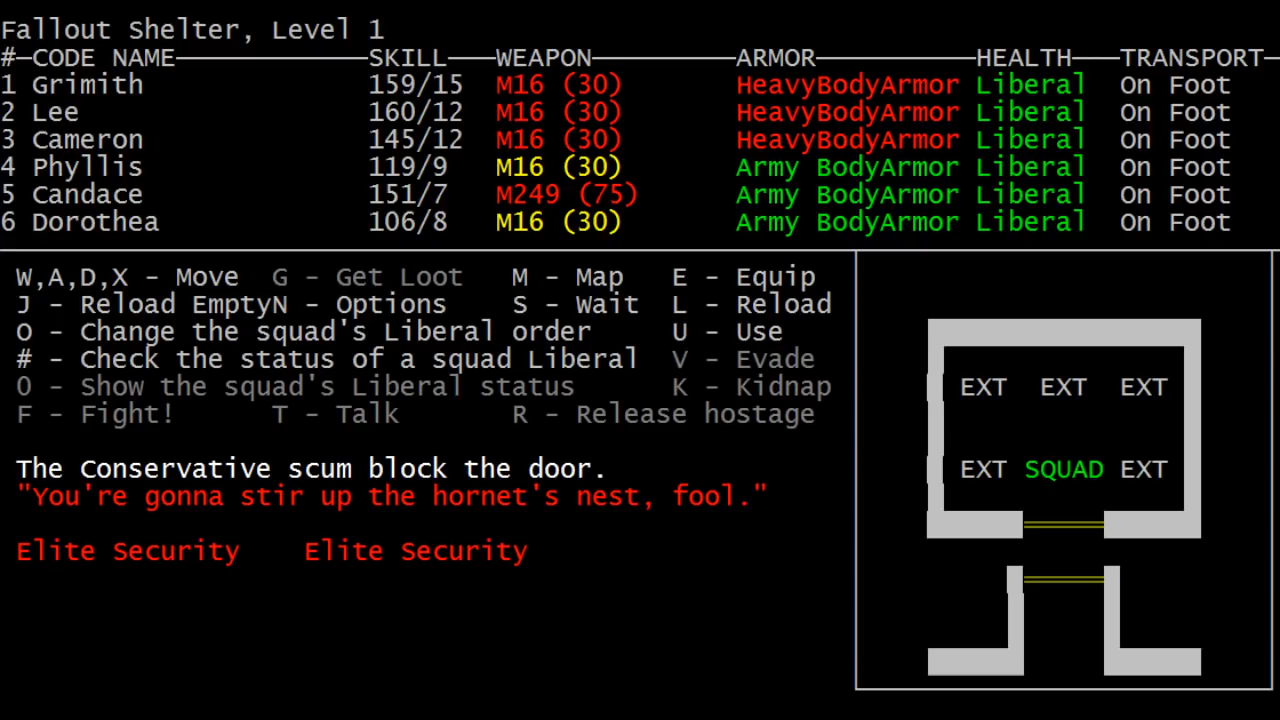 Fallout Shelter, Level 1
#—CODE NAME SKILL WEAPON ARMOR HEALTH TRANSPORT
1 Grimith 159/15 M16 (30) HeavyBodyArmor Liberal On Foot
2 Lee 160/12 M16 (30) HeavyBodyArmor Liberal On Foot
3 Cameron 145/12 M16 (30) HeavyBodyArmor Liberal On Foot
4 Phyllis 119/9 M16 (30) Army BodyArmor Liberal On Foot
5 Candace 151/7 M249 (75) Army BodyArmor Liberal On Foot
6 Dorothea 106/8 M16 (30) Army BodyArmor Liberal On Foot
W,A,D,X - Move G - Get Loot M - Map E - Equip
J - Reload EmptyN - Options S - Wait L - Reload
O - Change the squad's Liberal order U - Use
# - Check the status of a squad Liberal V - Evade
0 - Show the squad's Liberal status K - Kidnap
F - Fight! T - Talk R - Release hostage
The Conservative scum block the door.
"You're gonna stir up the hornet's nest, fool."
Elite Security Elite Security
EXT EXT EXT
EXT SQUAD EXT